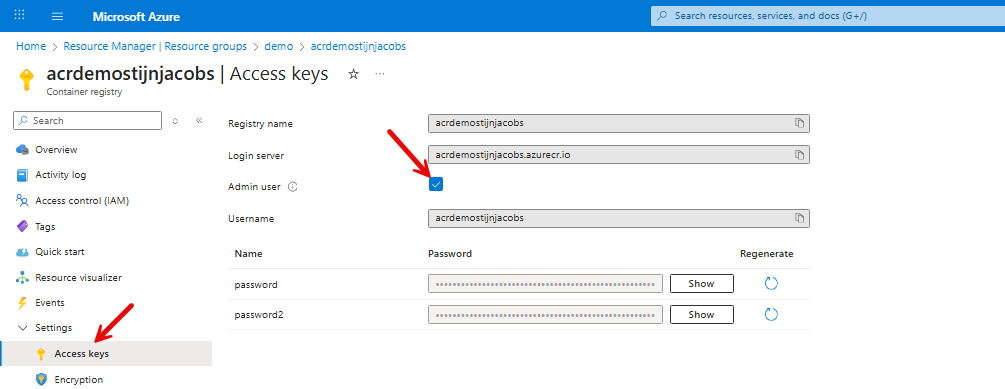 Microsoft Azure
Search resources, services, and docs (G+/)
Home > Resource Manager | Resource groups > demo > acrdemostijnjacobs
acrdemostijnjacobs | Access keys
Container registry
Search
Overview
Activity log
Access control (IAM)
Tags
Quick start
Resource visualizer
Events
Settings
Access keys
Encryption
Registry name
acrdemostijnjacobs
Login server
acrdemostijnjacobs.azurecr.io
Admin user
Username
acrdemostijnjacobs
Name Password Regenerate
password Show
password2 Show